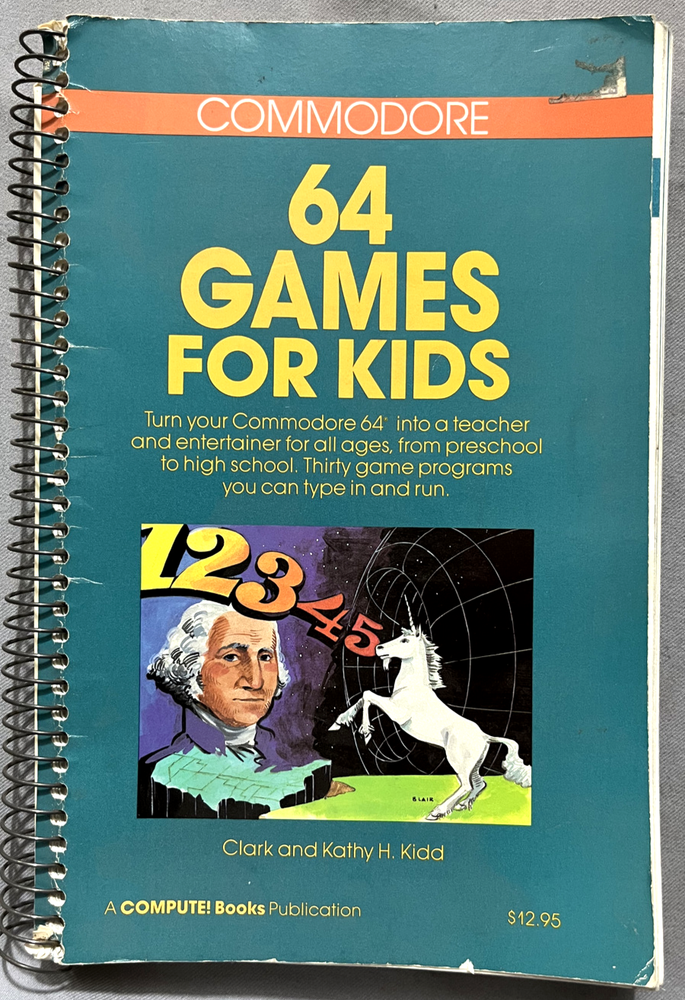 COMMODORE
64
GAMES
FOR KIDS
Turn your Commodore 64* into a teacher
and entertainer for all ages, from preschool
to high school. Thirty game programs
you can type in and run.
12345
BLAIR
Clark and Kathy H. Kidd
A COMPUTE! Books Publication
$12.95